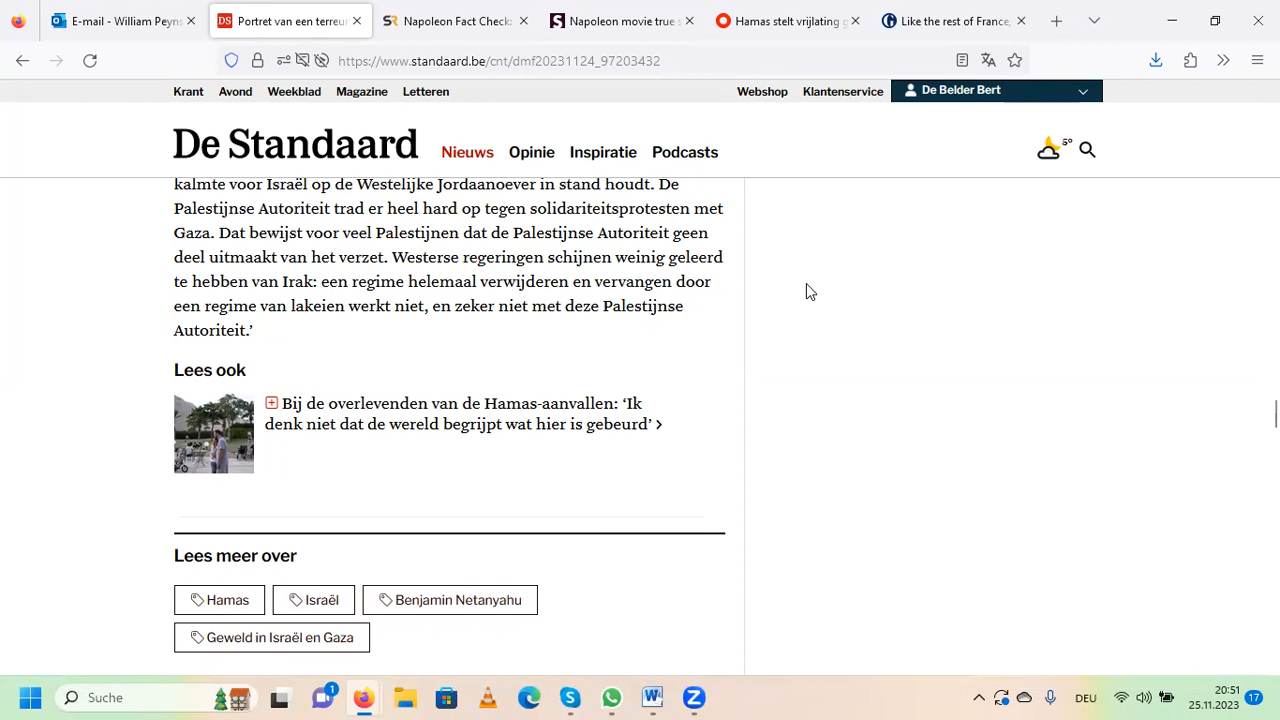 E-mail - William Peyns
DS Portret van een terreur
SR Napoleon Fact Check:
S Napoleon movie true s
Hamas stelt vrijlating g
Like the rest of France,
https://www.standaard.be/cnt/dmf20231124_97203432
Krant Avond Weekblad Magazine Letteren Webshop Klantenservice De Belder Bert
De Standaard Nieuws Opinie Inspiratie Podcasts 5°
kalmte voor Israël op de Westelijke Jordaanoever in stand houdt. De
Palestijnse Autoriteit trad er heel hard op tegen solidariteitsprotesten met
Gaza. Dat bewijst voor veel Palestijnen dat de Palestijnse Autoriteit geen
deel uitmaakt van het verzet. Westerse regeringen schijnen weinig geleerd
te hebben van Irak: een regime helemaal verwijderen en vervangen door
een regime van lakeien werkt niet, en zeker niet met deze Palestijnse
Autoriteit.’
Lees ook
Bij de overlevenden van de Hamas-aanvallen: ‘Ik
denk niet dat de wereld begrijpt wat hier is gebeurd’ ›
Lees meer over
Hamas Israël Benjamin Netanyahu
Geweld in Israël en Gaza
Suche 1 DEU 20:51 17
25.11.2023